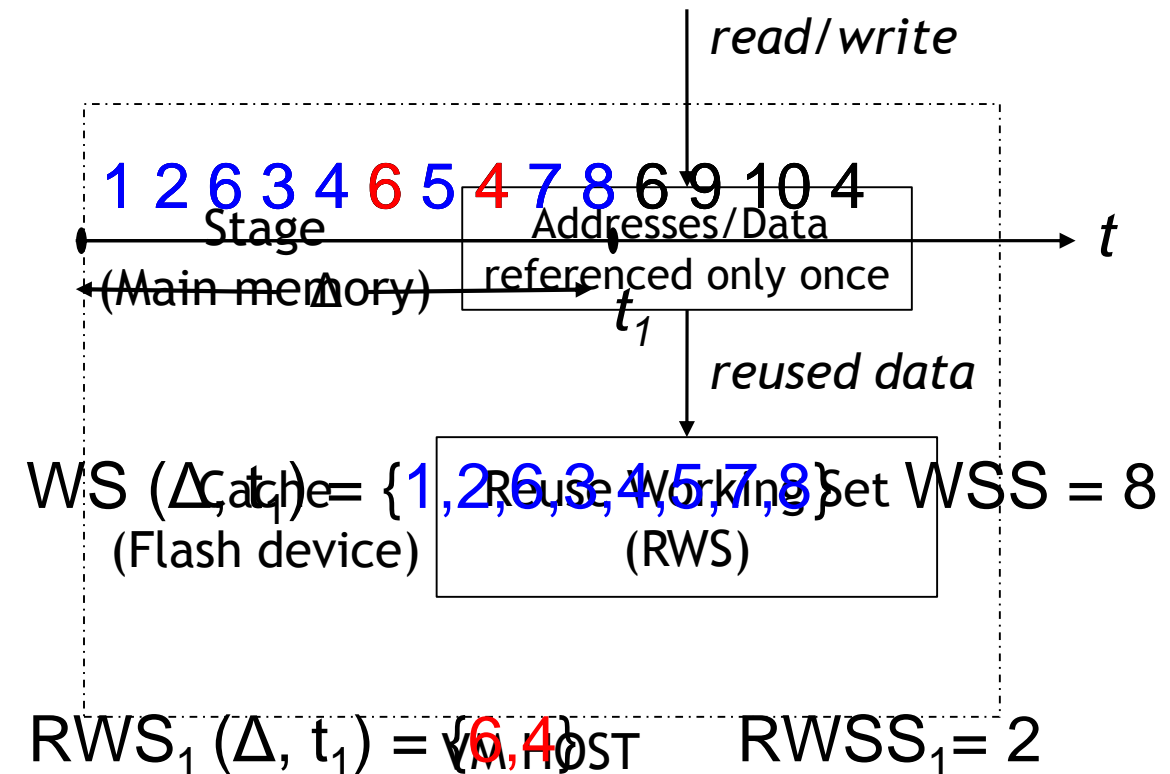 read/write
1 2 6 3 4 6 5 4 7 8 6 9 10 4
Stage
(Main memory)
Addresses/Data
referenced only once
t
Δ
t1
reused data
WS (Δ, t1) = {1,2,6,3,4,5,7,8} WSS = 8
Cache
(Flash device)
Reuse Working Set
(RWS)
RWS1 (Δ, t1) = {6,4} RWSS1= 2
VM HOST